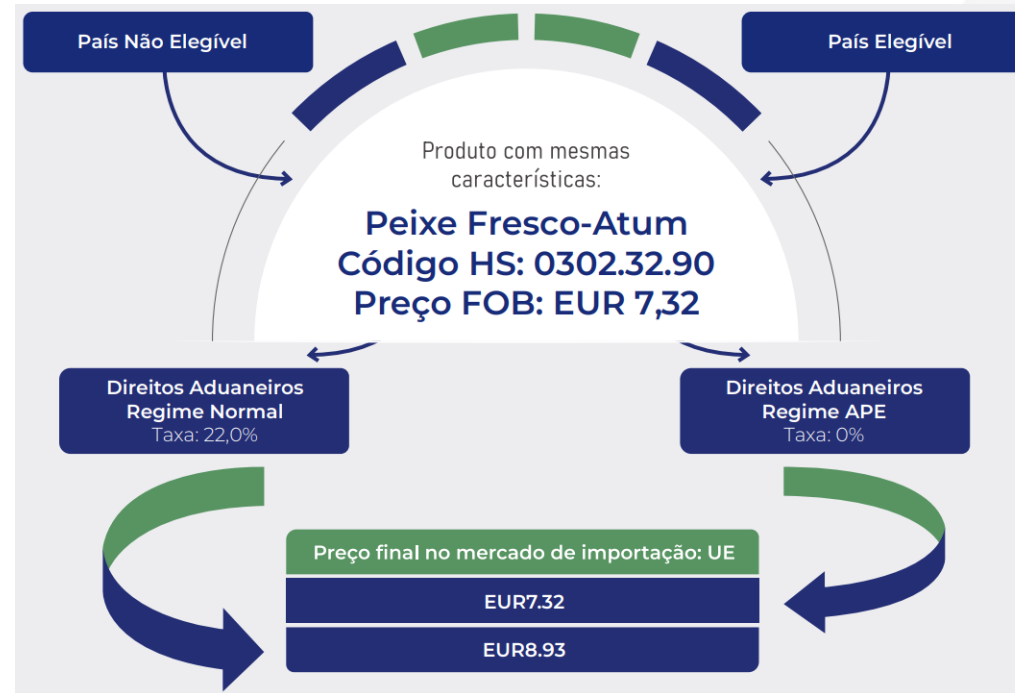 País Não Elegível
País Elegível
Produto com mesmas
características:
Peixe Fresco-Atum
Código HS: 0302.32.90
Preço FOB: EUR 7,32
Direitos Aduaneiros
Regime Normal
Taxa: 22,0%
Direitos Aduaneiros
Regime APE
Taxa: 0%
Preço final no mercado de importação: UE
EUR7.32
EUR8.93